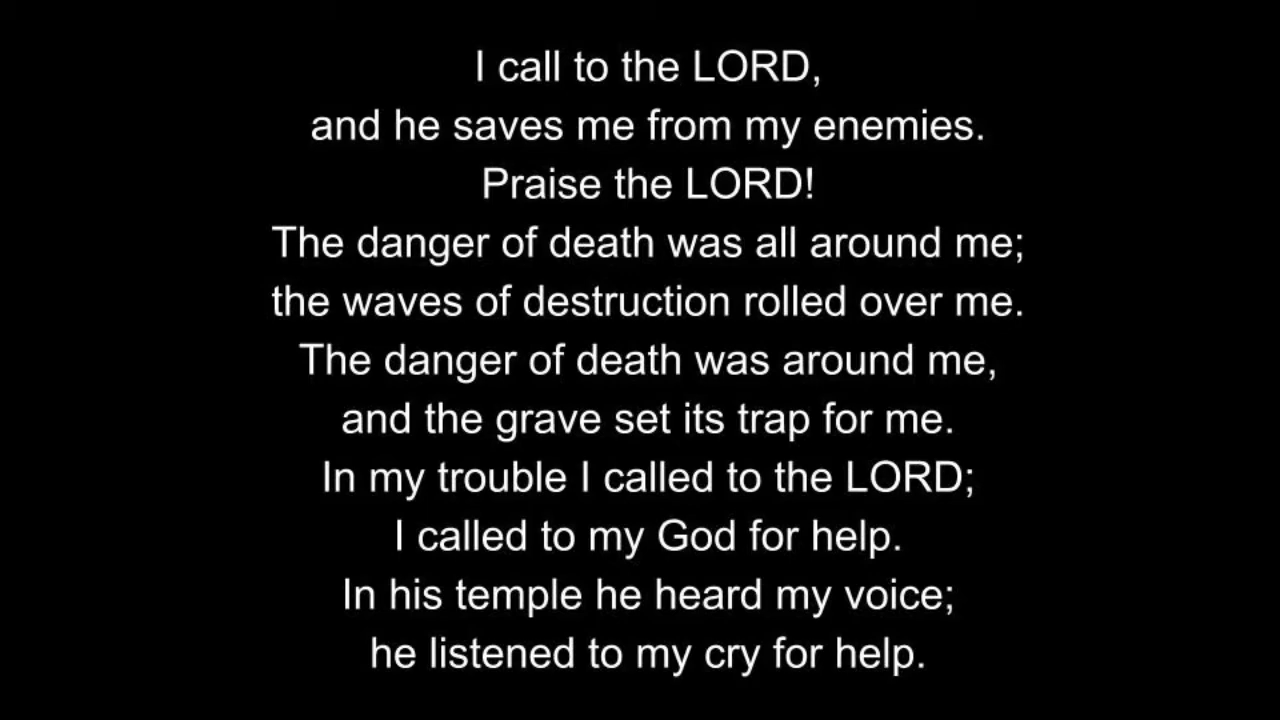 I call to the LORD,
and he saves me from my enemies.
Praise the LORD!
The danger of death was all around me;
the waves of destruction rolled over me.
The danger of death was around me,
and the grave set its trap for me.
In my trouble I called to the LORD;
I called to my God for help.
In his temple he heard my voice;
he listened to my cry for help.